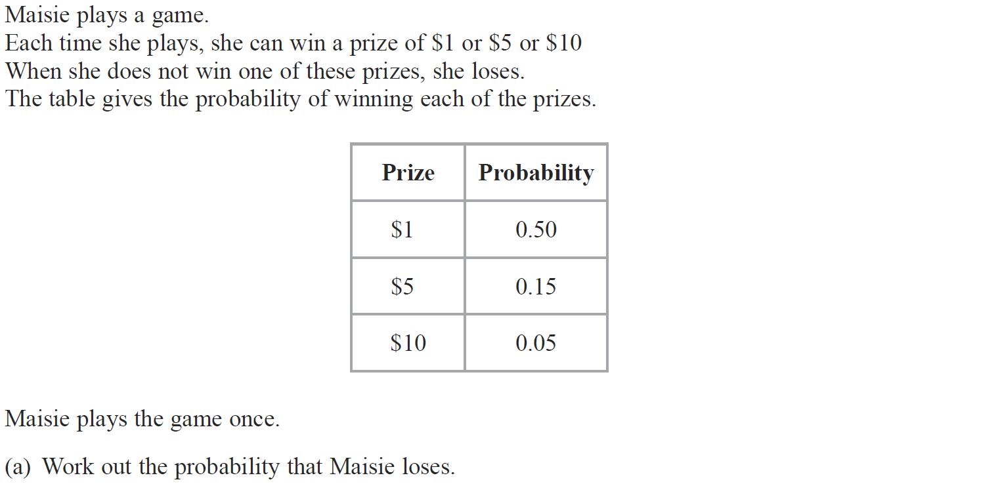 Maisie plays a game.
Each time she plays, she can win a prize of $1 or $5 or $10
When she does not win one of these prizes, she loses.
The table gives the probability of winning each of the prizes.
Prize Probability
$1 0.50
$5 0.15
$10 0.05
Maisie plays the game once.
(a) Work out the probability that Maisie loses.